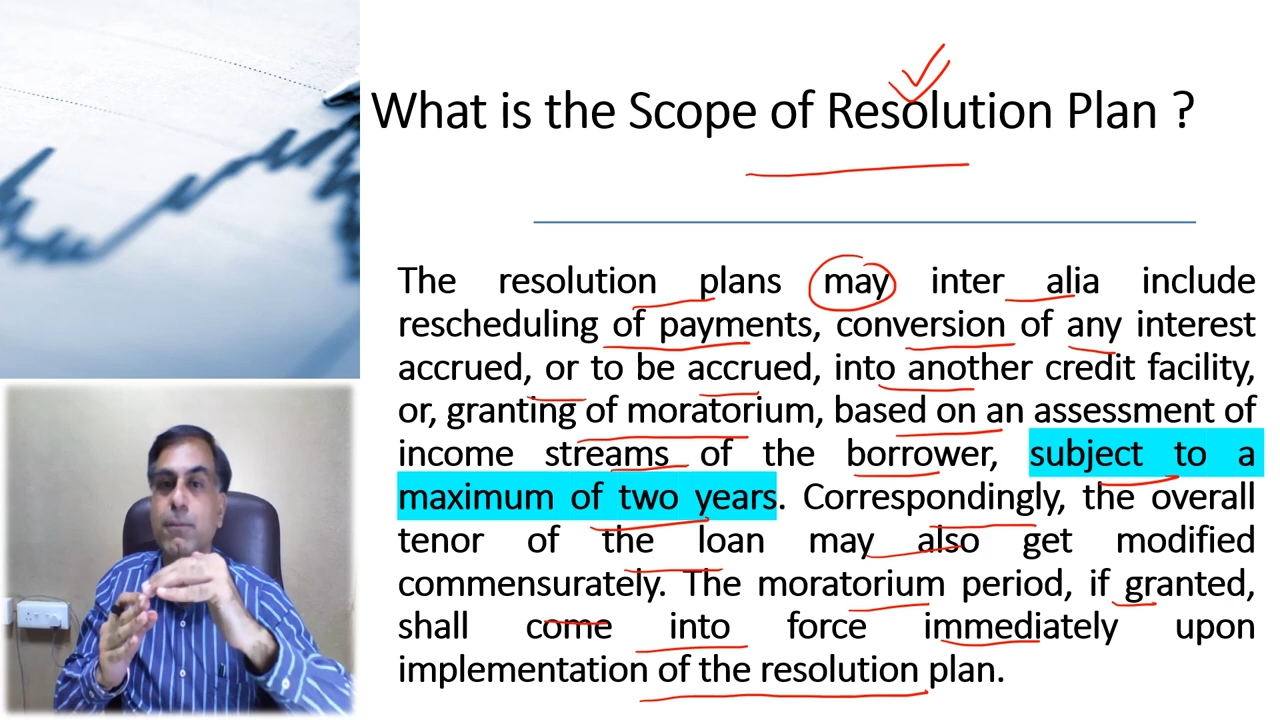 What is the Scope of Resolution Plan ?
The resolution plans may inter alia include
rescheduling of payments, conversion of any interest
accrued, or to be accrued, into another credit facility,
or, granting of moratorium, based on an assessment of
income streams of the borrower, subject to a
maximum of two years. Correspondingly, the overall
tenor of the loan may also get modified
commensurately. The moratorium period, if granted,
shall come into force immediately upon
implementation of the resolution plan.